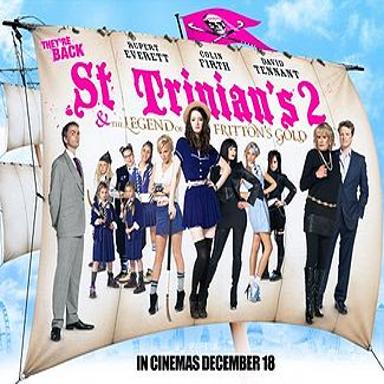 THEY'RE
BACK
RUPERT
EVERETT
COLIN
FIRTH
DAVID
TENNANT
St Trinian's 2
& THE LEGEND OF FRITTON'S GOLD
IN CINEMAS DECEMBER 18